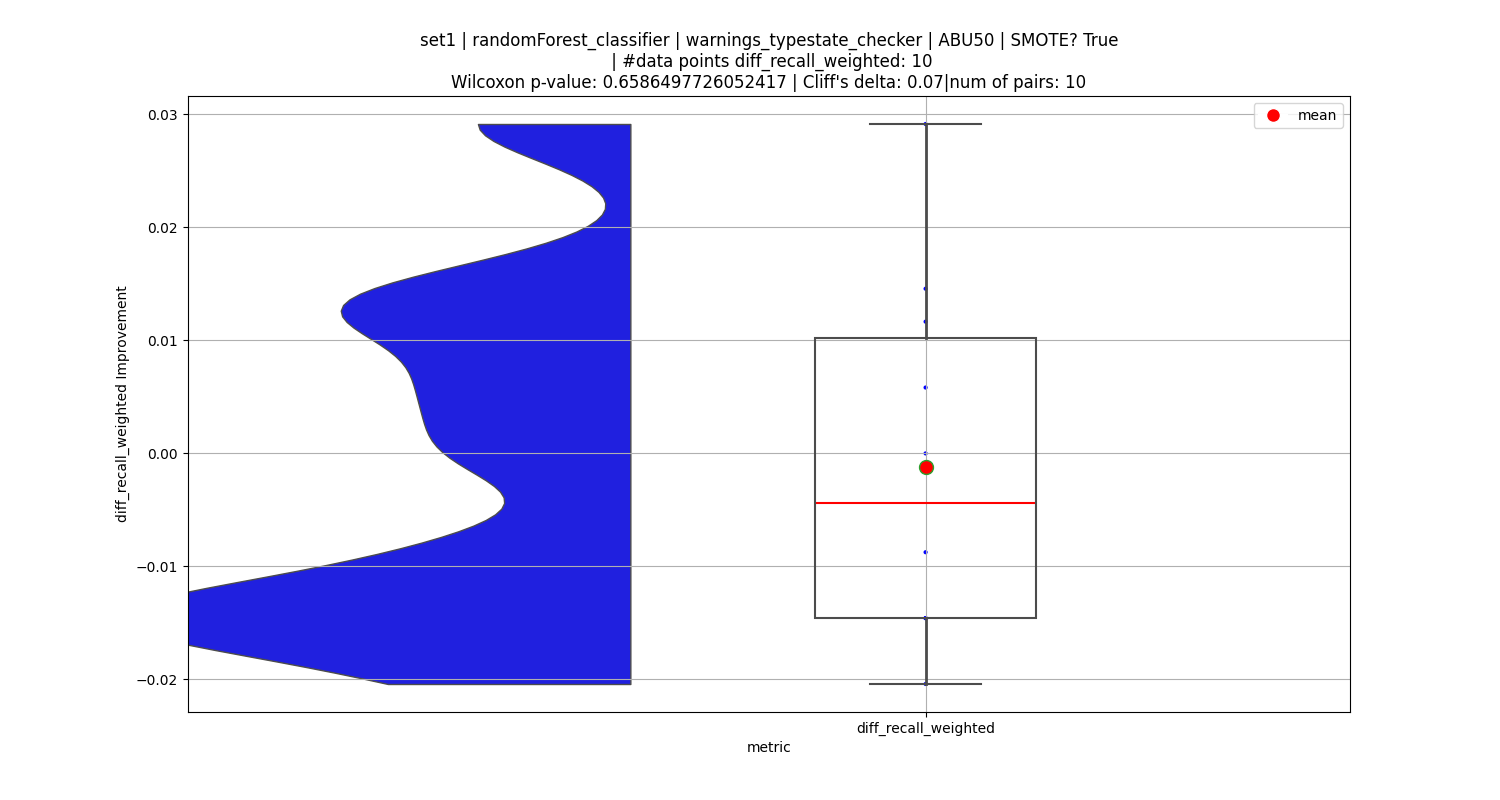 set1 | randomForest_classifier | warnings_typestate_checker | ABU50 | SMOTE? True
| #data points diff_recall_weighted: 10
Wilcoxon p-value: 0.6586497726052417 | Cliff's delta: 0.07|num of pairs: 10
mean
0.03
0.02
0.01
0.00
−0.01
−0.02
diff_recall_weighted Improvement
diff_recall_weighted
metric